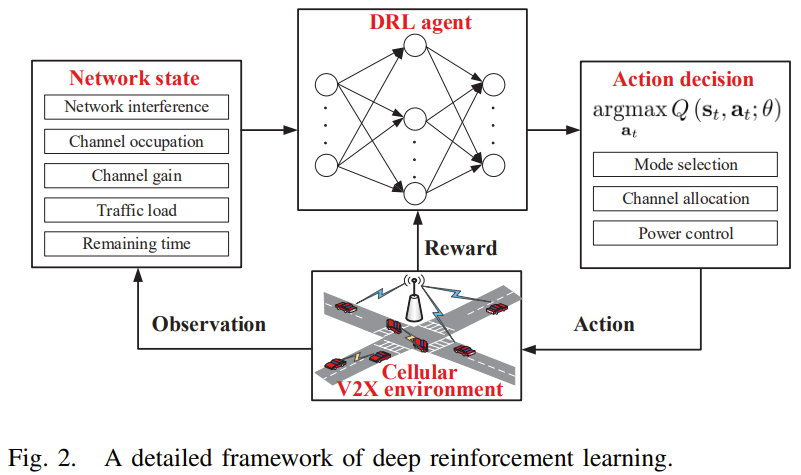 DRL agent
Network state
Network interference
Channel occupation
Channel gain
Traffic load
Remaining time
Action decision
argmax Q (s_t, a_t; θ)
a_t
Mode selection
Channel allocation
Power control
Reward
Observation
Action
Cellular
V2X environment
Fig. 2. A detailed framework of deep reinforcement learning.